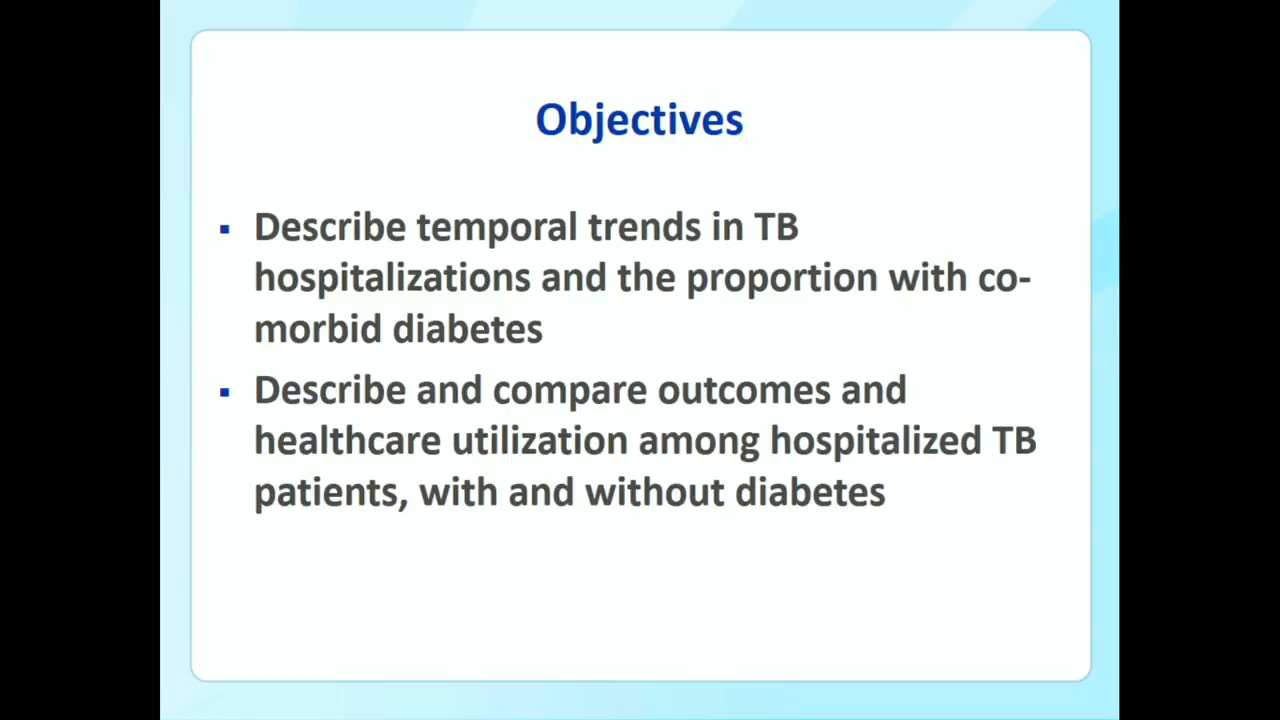 Objectives
▪ Describe temporal trends in TB
hospitalizations and the proportion with co-
morbid diabetes
▪ Describe and compare outcomes and
healthcare utilization among hospitalized TB
patients, with and without diabetes